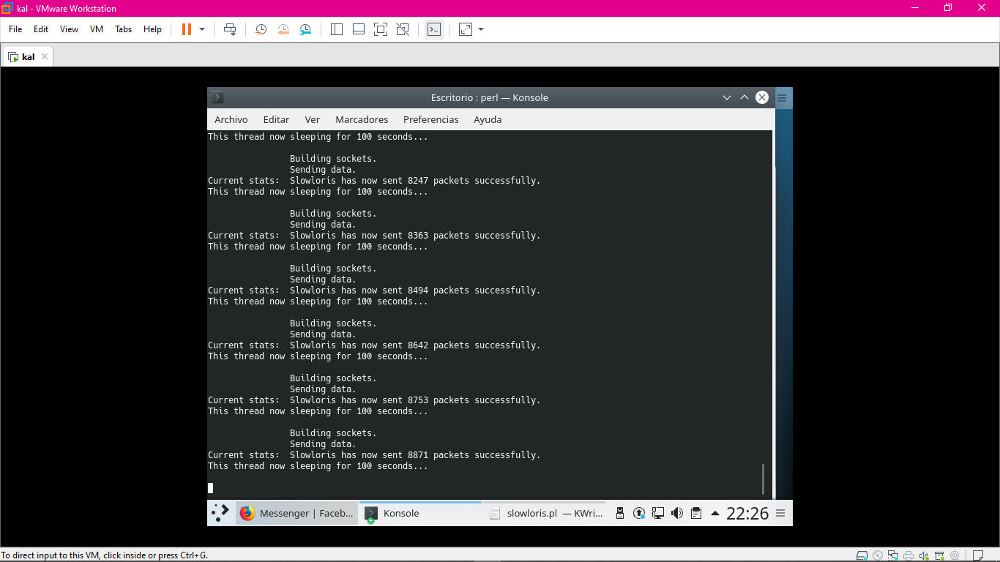 kal - VMware Workstation
File Edit View VM Tabs Help
kal
Escritorio : perl — Konsole
Archivo Editar Ver Marcadores Preferencias Ayuda
This thread now sleeping for 100 seconds...
Building sockets.
Sending data.
Current stats: Slowloris has now sent 8247 packets successfully.
This thread now sleeping for 100 seconds...
Building sockets.
Sending data.
Current stats: Slowloris has now sent 8363 packets successfully.
This thread now sleeping for 100 seconds...
Building sockets.
Sending data.
Current stats: Slowloris has now sent 8494 packets successfully.
This thread now sleeping for 100 seconds...
Building sockets.
Sending data.
Current stats: Slowloris has now sent 8642 packets successfully.
This thread now sleeping for 100 seconds...
Building sockets.
Sending data.
Current stats: Slowloris has now sent 8753 packets successfully.
This thread now sleeping for 100 seconds...
Building sockets.
Sending data.
Current stats: Slowloris has now sent 8871 packets successfully.
This thread now sleeping for 100 seconds...
Messenger | Faceb... Konsole slowloris.pl — KWri... 22:26
To direct input to this VM, click inside or press Ctrl+G.